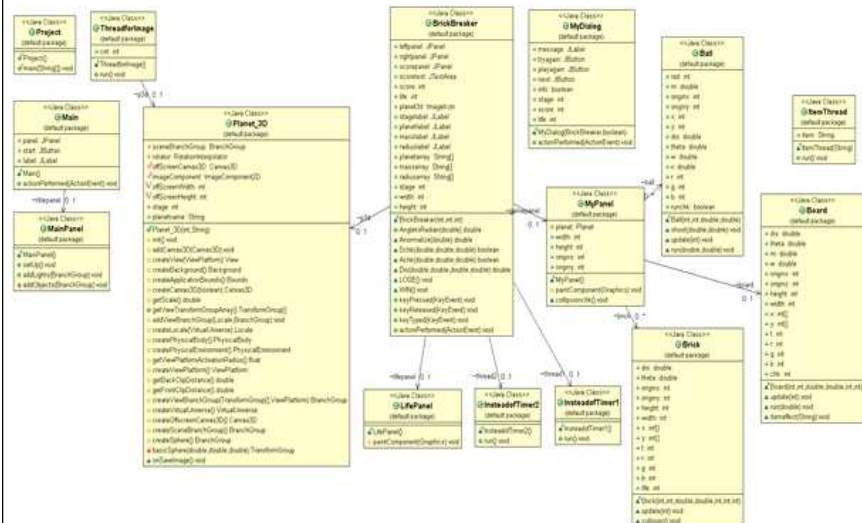 <<Java Class>>
Project
(default package)
Project()
main(String[]) void
<<Java Class>>
ThreadforImage
(default package)
cnt int
ThreadforImage()
run() void
<<Java Class>>
Main
(default package)
panel JPanel
start JButton
label JLabel
Main()
actionPerformed(ActionEvent) void
<<Java Class>>
MainPanel
(default package)
MainPanel()
setUp() void
addLights(BranchGroup) void
addObjects(BranchGroup) void
<<Java Class>>
Planet_3D
(default package)
sceneBranchGroup BranchGroup
rotator RotationInterpolator
offScreenCanvas3D Canvas3D
imageComponent ImageComponent2D
offScreenWidth int
offScreenHeight int
stage int
planetname String
Planet_3D(int,String)
init() void
addCanvas3D(Canvas3D) void
createView(ViewPlatform) View
createBackground() Background
createApplicationBounds() Bounds
createCanvas3D(boolean) Canvas3D
getScale() double
getViewTransformGroupArray() TransformGroup[]
addViewBranchGroup(Locale,BranchGroup) void
createLocale(VirtualUniverse) Locale
createPhysicalBody() PhysicalBody
createPhysicalEnvironment() PhysicalEnvironment
getViewPlatformActivationRadius() float
createViewPlatform() ViewPlatform
getBackClipDistance() double
getFrontClipDistance() double
createViewBranchGroup(TransformGroup[],ViewPlatform) BranchGroup
createVirtualUniverse() VirtualUniverse
createOffscreenCanvas3D() Canvas3D
createSceneBranchGroup() BranchGroup
createSphere() BranchGroup
basicSphere(double,double,double) TransformGroup
onSaveImage() void
<<Java Class>>
BrickBreaker
(default package)
leftpanel JPanel
rightpanel JPanel
scorepanel JPanel
scoretext JTextArea
score int
life int
stagelabel JLabel
planetlabel JLabel
masslabel JLabel
radiuslabel JLabel
planetarray String[]
massarray String[]
radiusarray String[]
stage int
width int
height int
BrickBreaker(int,int,int)
LOSE() void
WIN() void
keyPressed(KeyEvent) void
keyReleased(KeyEvent) void
keyTyped(KeyEvent) void
actionPerformed(ActionEvent) void
<<Java Class>>
LifePanel
(default package)
LifePanel()
paintComponent(Graphics) void
<<Java Class>>
InsteadofTimer2
(default package)
InsteadofTimer2()
run() void
<<Java Class>>
InsteadofTimer1
(default package)
InsteadofTimer1()
run() void
<<Java Class>>
MyDialog
(default package)
message JLabel
tryagain JButton
playagain JButton
next JButton
info boolean
stage int
score int
life int
MyDialog(BrickBreaker,boolean)
actionPerformed(ActionEvent) void
<<Java Class>>
MyPanel
(default package)
width int
height int
originx int
originy int
MyPanel()
paintComponent(Graphics) void
<<Java Class>>
Ball
(default package)
rad int
m double
originx int
originy int
x int
y int
dis double
theta double
w double
v double
r int
g int
b int
Ball(int,double,double)
shoot(double,double) void
update(int) void
run(double,double) void
<<Java Class>>
Brick
(default package)
dis double
theta double
originx int
originy int
height int
width int
x int[]
y int[]
r int
g int
b int
life int
update(int) void
collision() void
<<Java Class>>
ItemThread
(default package)
item String
ItemThread(String)
run() void
<<Java Class>>
Board
(default package)
dis double
theta double
m double
w double
originx int
originy int
height int
width int
x int[]
y int[]
r int
g int
b int
update(int) void
run(double) void
itemeffect(String) void